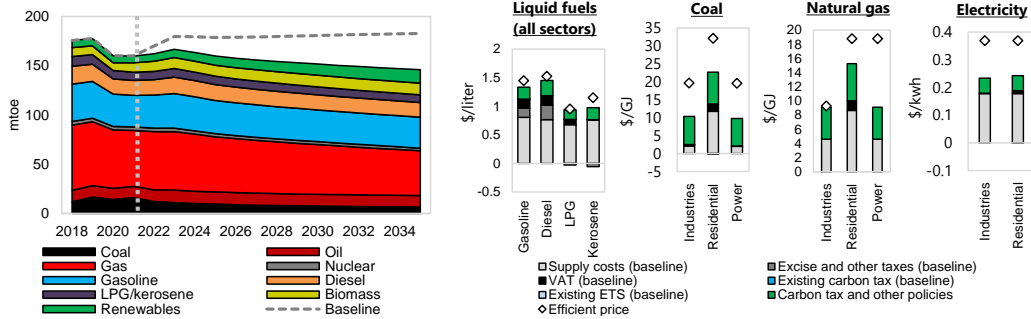 200
150
100
50
0
mtoe
2018 2020 2022 2024 2026 2028 2030 2032 2034
Coal
Oil
Gas
Nuclear
Gasoline
Diesel
LPG/kerosene
Biomass
Renewables
Baseline
Liquid fuels
(all sectors)
2
1.5
1
0.5
0
-0.5
$/liter
Gasoline
Diesel
LPG
Kerosene
Coal
35
30
25
20
15
10
5
0
-5
$/GJ
Industries
Residential
Power
Natural gas
20
18
16
14
12
10
8
6
4
2
0
$/GJ
Industries
Residential
Power
Electricity
0.4
0.3
0.2
0.1
0
-0.1
$/kwh
Industries
Residential
Supply costs (baseline)
Excise and other taxes (baseline)
VAT (baseline)
Existing carbon tax (baseline)
Existing ETS (baseline)
Carbon tax and other policies
Efficient price